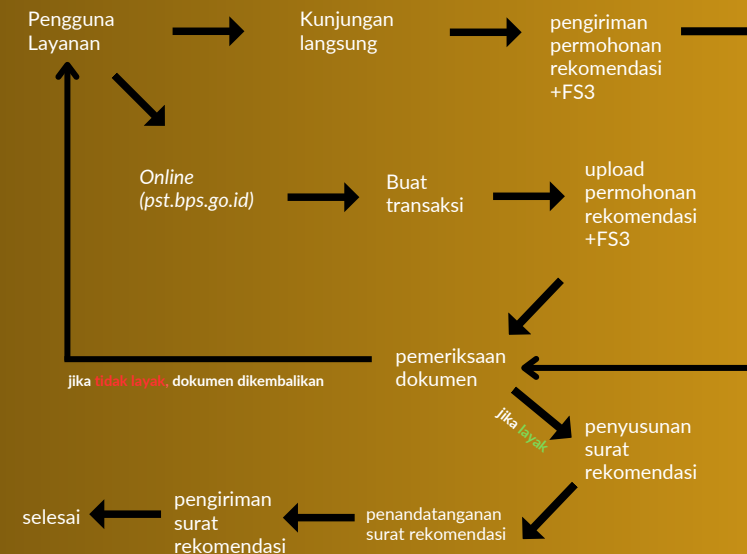 Pengguna
Layanan
Kunjungan
langsung
pengiriman
permohonan
rekomendasi
+FS3
Online
(pst.bps.go.id)
Buat
transaksi
upload
permohonan
rekomendasi
+FS3
pemeriksaan
dokumen
jika tidak layak, dokumen dikembalikan
jika layak
penyusunan
surat
rekomendasi
penandatanganan
surat rekomendasi
pengiriman
surat
rekomendasi
selesai